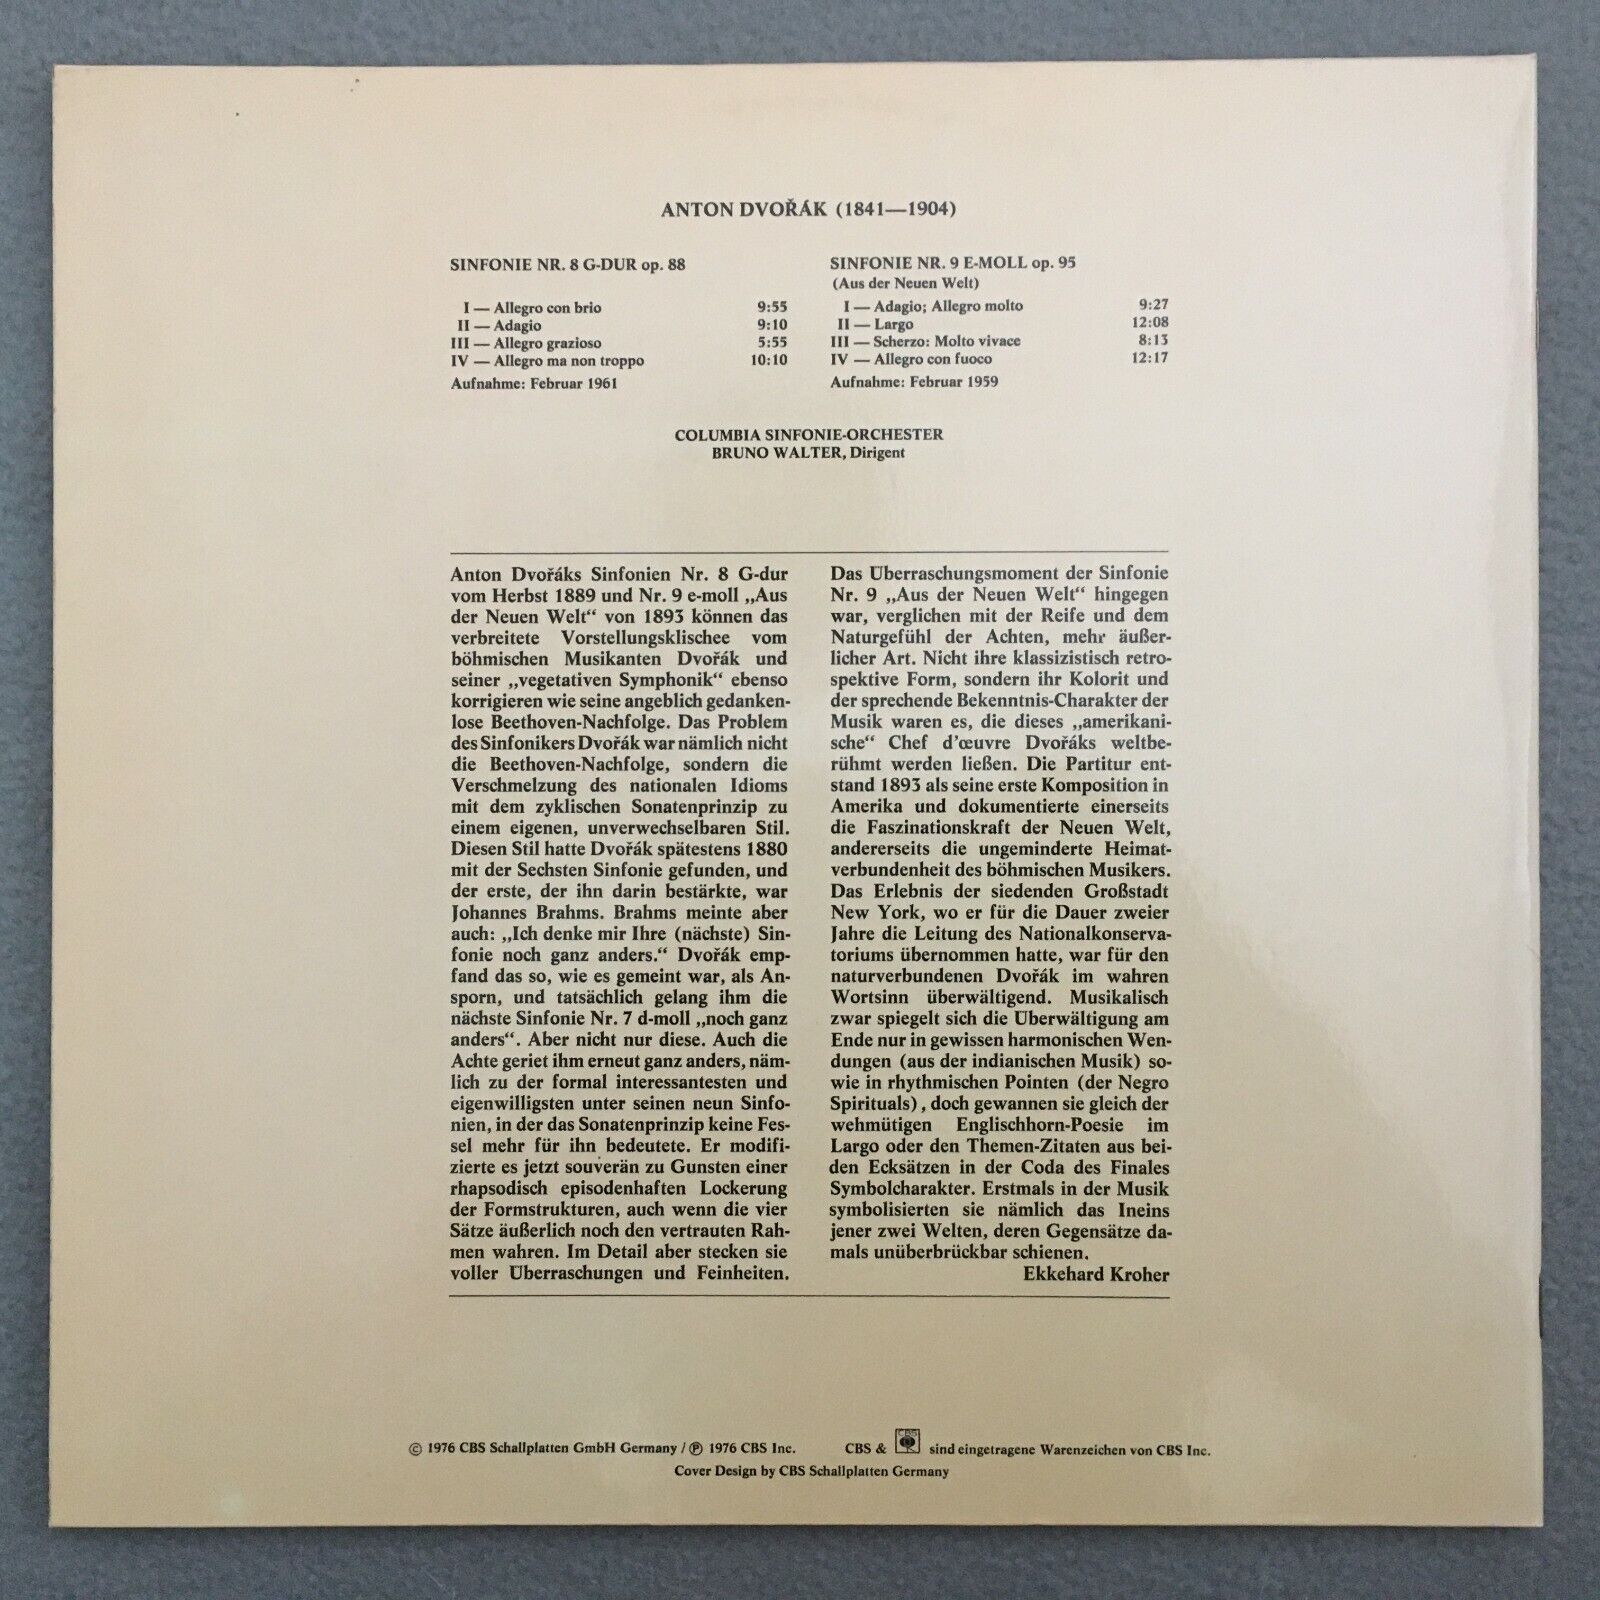 ANTON DVOŘÁK (1841—1904)
SINFONIE NR. 8 G-DUR op. 88
I — Allegro con brio 9:55
II — Adagio 9:10
III — Allegro grazioso 5:55
IV — Allegro ma non troppo 10:10
Aufnahme: Februar 1961
SINFONIE NR. 9 E-MOLL op. 95
(Aus der Neuen Welt)
I — Adagio; Allegro molto 9:27
II — Largo 12:08
III — Scherzo: Molto vivace 8:13
IV — Allegro con fuoco 12:17
Aufnahme: Februar 1959
COLUMBIA SINFONIE-ORCHESTER
BRUNO WALTER, Dirigent
Anton Dvořáks Sinfonien Nr. 8 G-dur
vom Herbst 1889 und Nr. 9 e-moll „Aus
der Neuen Welt“ von 1893 können das
verbreitete Vorstellungsklischee vom
böhmischen Musikanten Dvořák und
seiner „vegetativen Symphonik“ ebenso
korrigieren wie seine angeblich gedanken-
lose Beethoven-Nachfolge. Das Problem
des Sinfonikers Dvořák war nämlich nicht
die Beethoven-Nachfolge, sondern die
Verschmelzung des nationalen Idioms
mit dem zyklischen Sonatenprinzip zu
einem eigenen, unverwechselbaren Stil.
Diesen Stil hatte Dvořák spätestens 1880
mit der Sechsten Sinfonie gefunden, und
der erste, der ihn darin bestärkte, war
Johannes Brahms. Brahms meinte aber
auch: „Ich denke mir Ihre (nächste) Sin-
fonie noch ganz anders.“ Dvořák emp-
fand das so, wie es gemeint war, als An-
sporn, und tatsächlich gelang ihm die
nächste Sinfonie Nr. 7 d-moll „noch ganz
anders“. Aber nicht nur diese. Auch die
Achte geriet ihm erneut ganz anders, näm-
lich zu der formal interessantesten und
eigenwilligsten unter seinen neun Sinfo-
nien, in der das Sonatenprinzip keine Fes-
sel mehr für ihn bedeutete. Er modifi-
zierte es jetzt souverän zu Gunsten einer
rhapsodisch episodenhaften Lockerung
der Formstrukturen, auch wenn die vier
Sätze äußerlich noch den vertrauten Rah-
men wahren. Im Detail aber stecken sie
voller Überraschungen und Feinheiten.
Das Überraschungsmoment der Sinfonie
Nr. 9 „Aus der Neuen Welt“ hingegen
war, verglichen mit der Reife und dem
Naturgefühl der Achten, mehr äußer-
licher Art. Nicht ihre klassizistisch retro-
spektive Form, sondern ihr Kolorit und
der sprechende Bekenntnis-Charakter der
Musik waren es, die dieses „amerikani-
sche“ Chef d’œuvre Dvořáks weltbe-
rühmt werden ließen. Die Partitur ent-
stand 1893 als seine erste Komposition in
Amerika und dokumentierte einerseits
die Faszinationskraft der Neuen Welt,
andererseits die ungeminderte Heimat-
verbundenheit des böhmischen Musikers.
Das Erlebnis der siedenden Großstadt
New York, wo er für die Dauer zweier
Jahre die Leitung des Nationalkonserva-
toriums übernommen hatte, war für den
naturverbundenen Dvořák im wahren
Wortsinn überwältigend. Musikalisch
zwar spiegelt sich die Überwältigung am
Ende nur in gewissen harmonischen Wen-
dungen (aus der indianischen Musik) so-
wie in rhythmischen Pointen (der Negro
Spirituals), doch gewannen sie gleich der
wehmütigen Englischhorn-Poesie im
Largo oder den Themen-Zitaten aus bei-
den Ecksätzen in der Coda des Finales
Symbolcharakter. Erstmals in der Musik
symbolisierten sie nämlich das Ineins
jener zwei Welten, deren Gegensätze da-
mals unüberbrückbar schienen.
Ekkehard Kroher
© 1976 CBS Schallplatten GmbH Germany / ℗ 1976 CBS Inc. CBS & CBS sind eingetragene Warenzeichen von CBS Inc.
Cover Design by CBS Schallplatten Germany